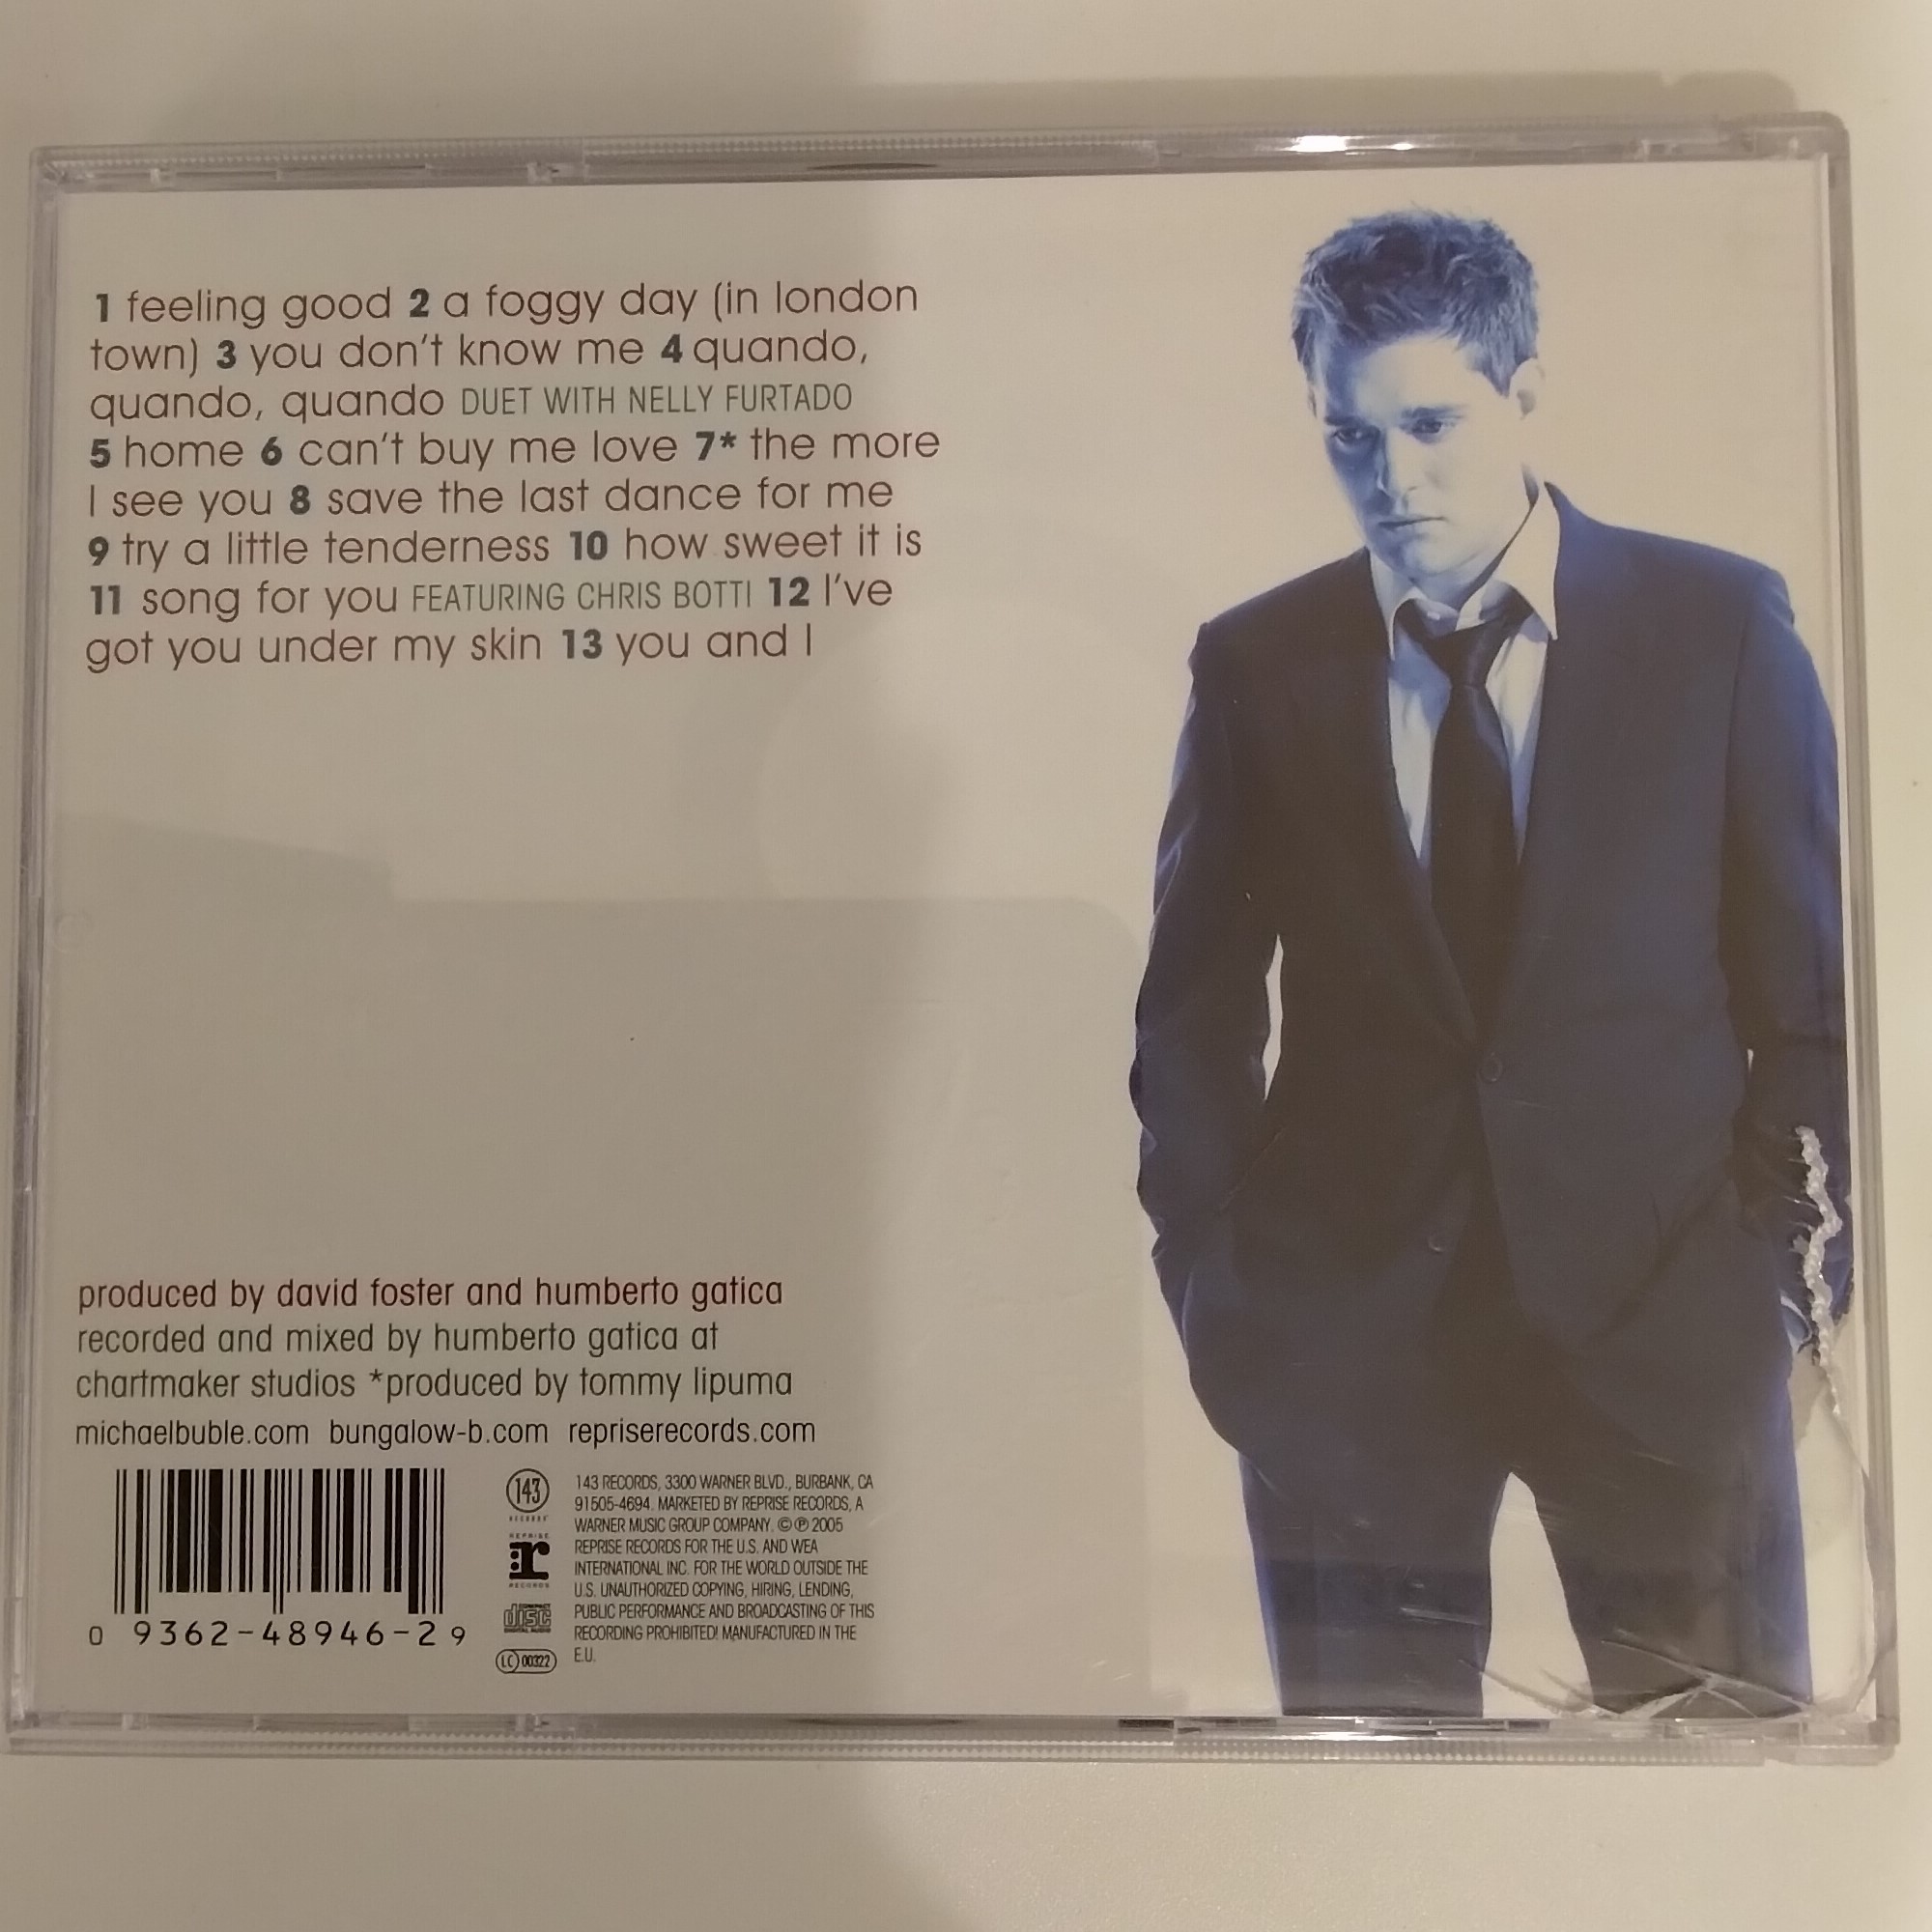 1 feeling good 2 a foggy day (in london
town) 3 you don't know me 4 quando,
quando, quando DUET WITH NELLY FURTADO
5 home 6 can't buy me love 7* the more
I see you 8 save the last dance for me
9 try a little tenderness 10 how sweet it is
11 song for you FEATURING CHRIS BOTTI 12 I've
got you under my skin 13 you and I
produced by david foster and humberto gatica
recorded and mixed by humberto gatica at
chartmaker studios *produced by tommy lipuma
michaelbuble.com bungalow-b.com repriserecords.com
0 9362-48946-2 9
143
RECORDS
REPRISE
r
RECORDS
COMPACT
disc
DIGITAL AUDIO
LC 00322
143 RECORDS, 3300 WARNER BLVD., BURBANK, CA
91505-4694. MARKETED BY REPRISE RECORDS, A
WARNER MUSIC GROUP COMPANY. © ℗ 2005
REPRISE RECORDS FOR THE U.S. AND WEA
INTERNATIONAL INC. FOR THE WORLD OUTSIDE THE
U.S. UNAUTHORIZED COPYING, HIRING, LENDING,
PUBLIC PERFORMANCE AND BROADCASTING OF THIS
RECORDING PROHIBITED! MANUFACTURED IN THE
E.U.